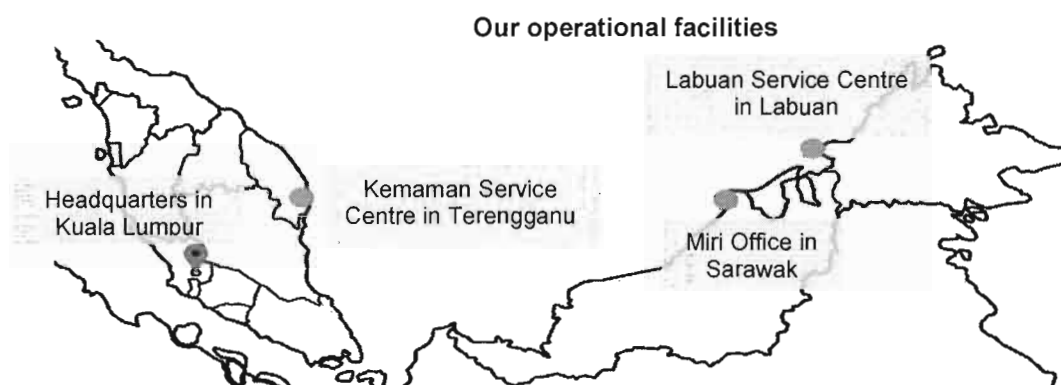 Our operational facilities
Labuan Service Centre
in Labuan
Headquarters in
Kuala Lumpur
Kemaman Service
Centre in Terengganu
Miri Office in
Sarawak